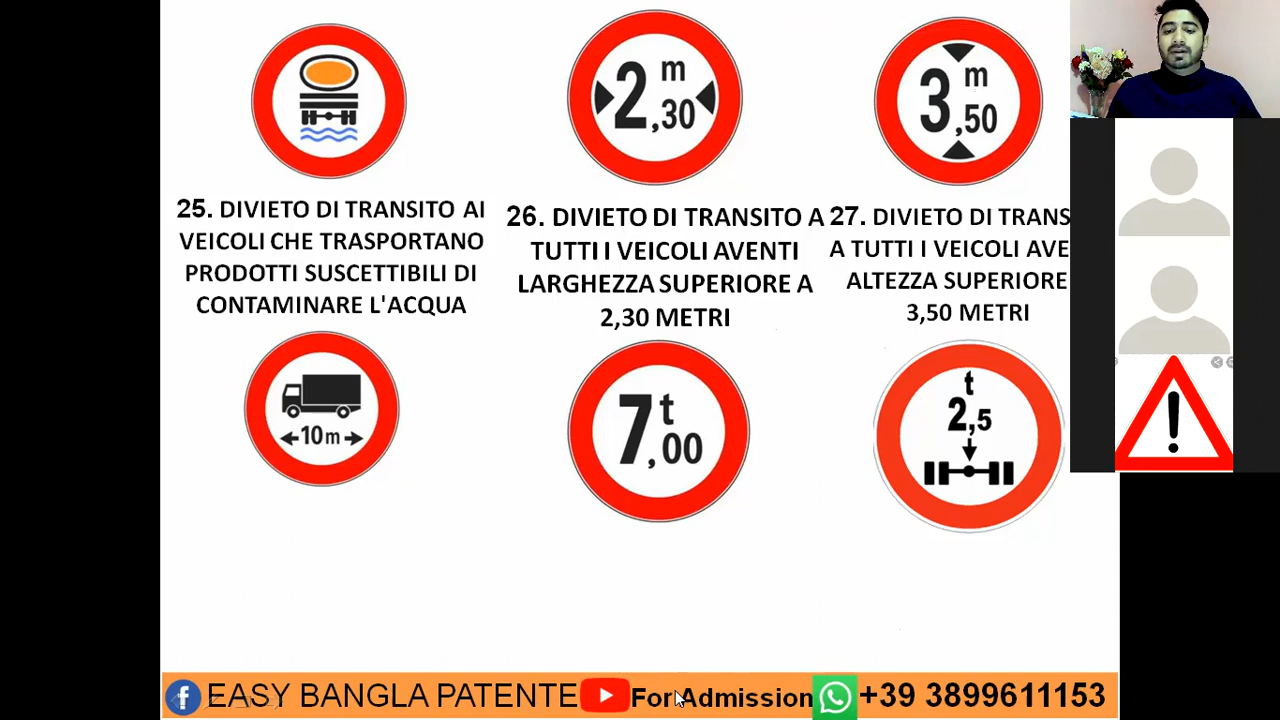 2 m ,30
3 m ,50
25. DIVIETO DI TRANSITO AI
VEICOLI CHE TRASPORTANO
PRODOTTI SUSCETTIBILI DI
CONTAMINARE L'ACQUA
26. DIVIETO DI TRANSITO A
TUTTI I VEICOLI AVENTI
LARGHEZZA SUPERIORE A
2,30 METRI
27. DIVIETO DI TRANS
A TUTTI I VEICOLI AVE
ALTEZZA SUPERIORE
3,50 METRI
10m
7 t ,00
t
2,5
!
EASY BANGLA PATENTE
For Admission
+39 3899611153